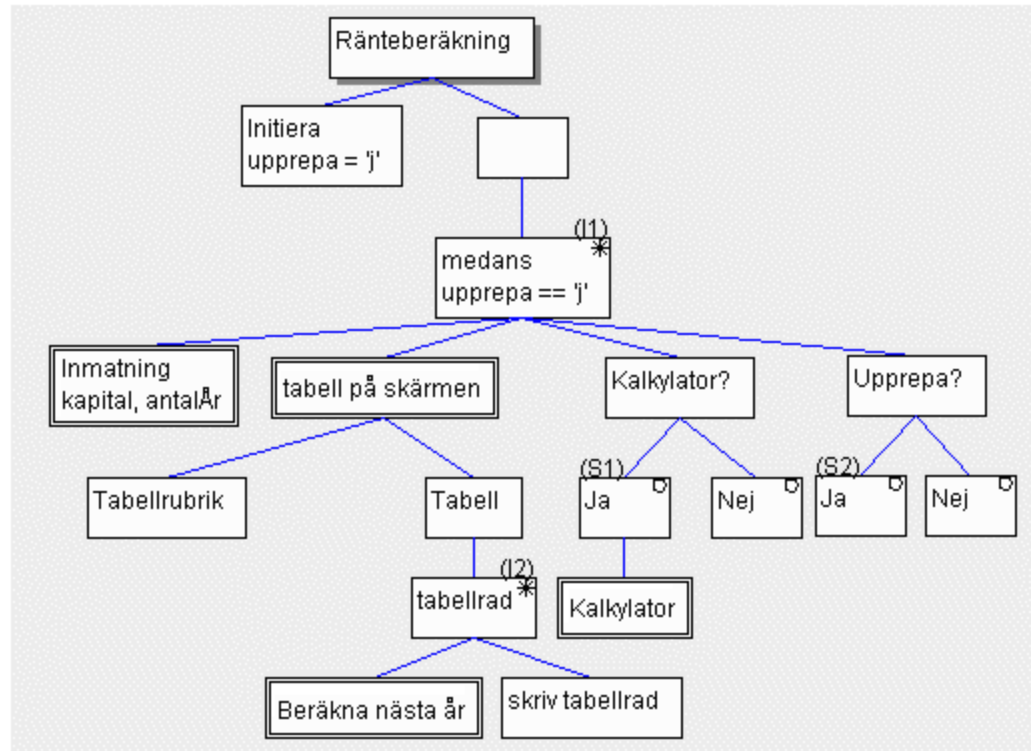 Ränteberäkning
Initiera
upprepa = 'j'
(I1)
medans
upprepa == 'j'
Inmatning
kapital, antalÅr
tabell på skärmen
Kalkylator?
Upprepa?
Tabellrubrik
Tabell
(S1)
Ja
Nej
(S2)
Ja
Nej
(I2)
tabellrad
Kalkylator
Beräkna nästa år
skriv tabellrad